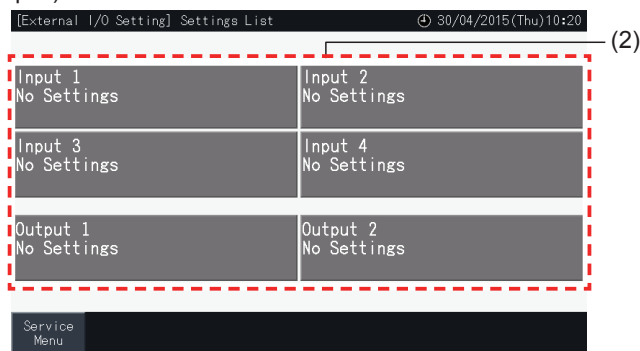 [External I/O Setting] Settings List 30/04/2015(Thu)10:20
(2)
Input 1 Input 2
No Settings No Settings
Input 3 Input 4
No Settings No Settings
Output 1 Output 2
No Settings No Settings
Service
Menu